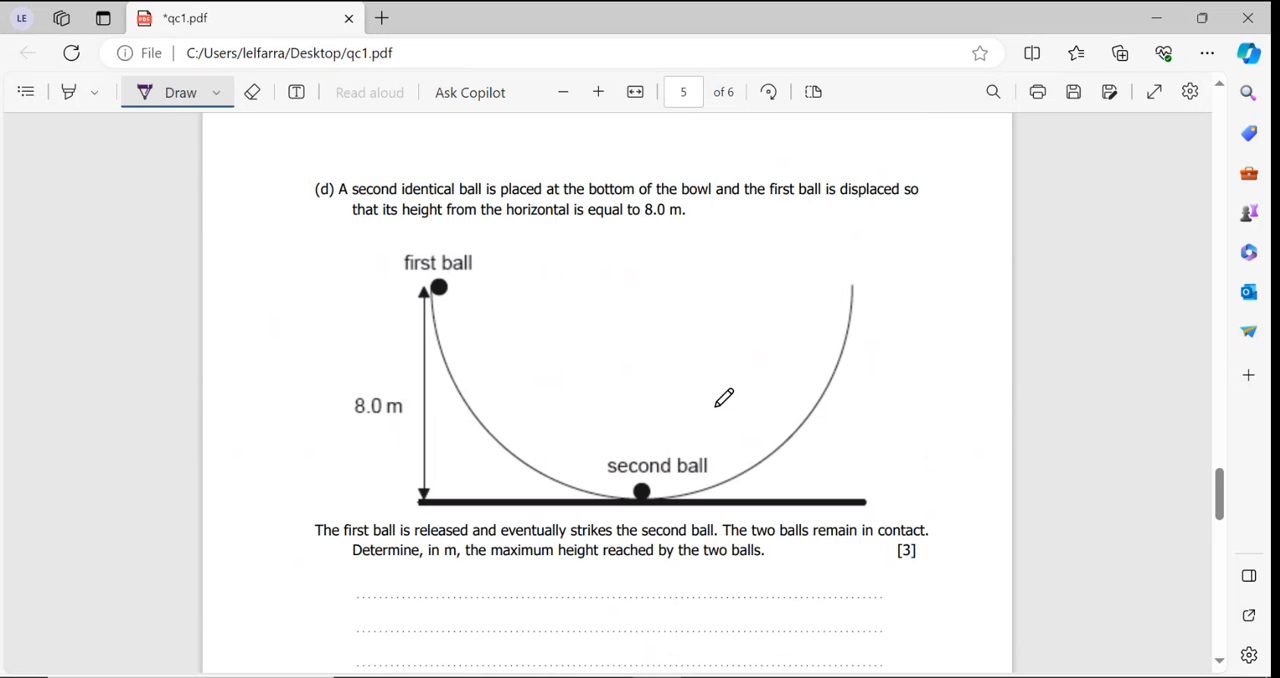 LE
*qc1.pdf
File
C:/Users/lelfarra/Desktop/qc1.pdf
Draw
Read aloud
Ask Copilot
5
of 6
(d) A second identical ball is placed at the bottom of the bowl and the first ball is displaced so
that its height from the horizontal is equal to 8.0 m.
first ball
8.0 m
second ball
The first ball is released and eventually strikes the second ball. The two balls remain in contact.
Determine, in m, the maximum height reached by the two balls. [3]